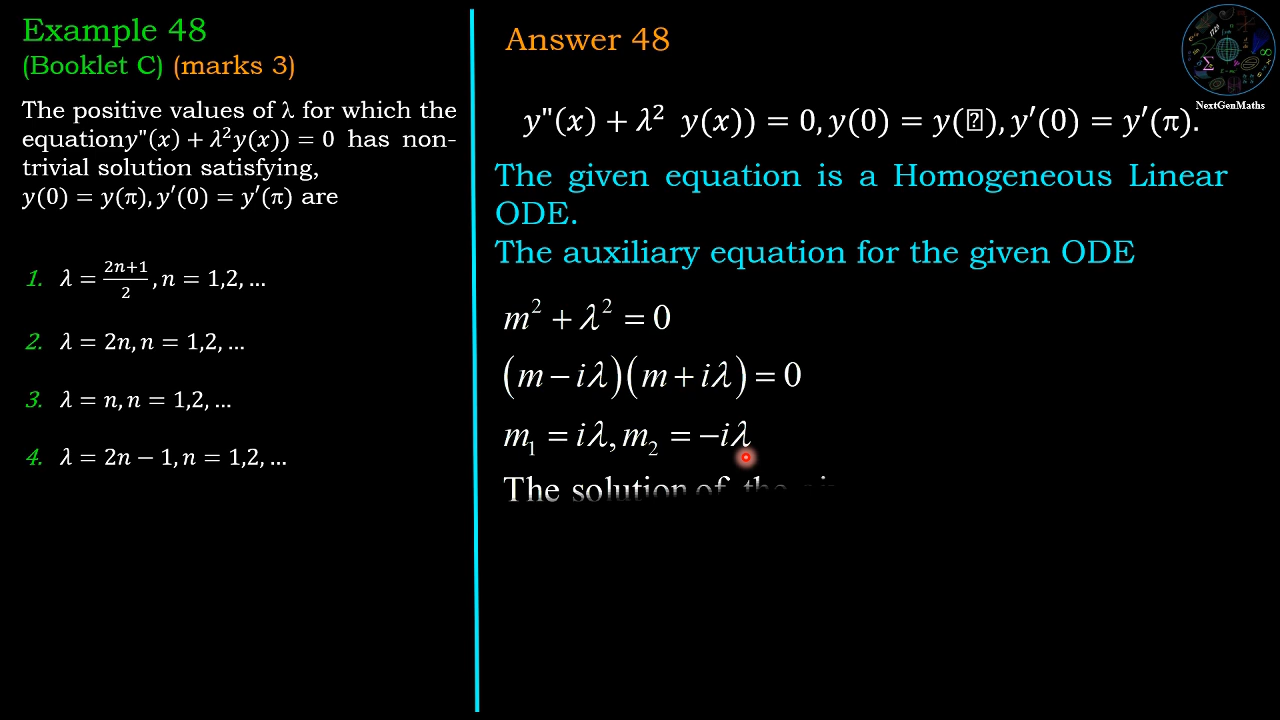 Example 48
(Booklet C) (marks 3)
The positive values of λ for which the
equationy"(x) + λ²y(x)) = 0 has non-
trivial solution satisfying,
y(0) = y(π), y′(0) = y′(π) are
1. λ = (2n+1)/2, n = 1,2, ...
2. λ = 2n, n = 1,2, ...
3. λ = n, n = 1,2, ...
4. λ = 2n − 1, n = 1,2, ...
Answer 48
NextGenMaths
y"(x) + λ² y(x)) = 0, y(0) = y(⍰), y′(0) = y′(π).
The given equation is a Homogeneous Linear
ODE.
The auxiliary equation for the given ODE
m² + λ² = 0
(m − iλ)(m + iλ) = 0
m₁ = iλ, m₂ = −iλ
The solution of the